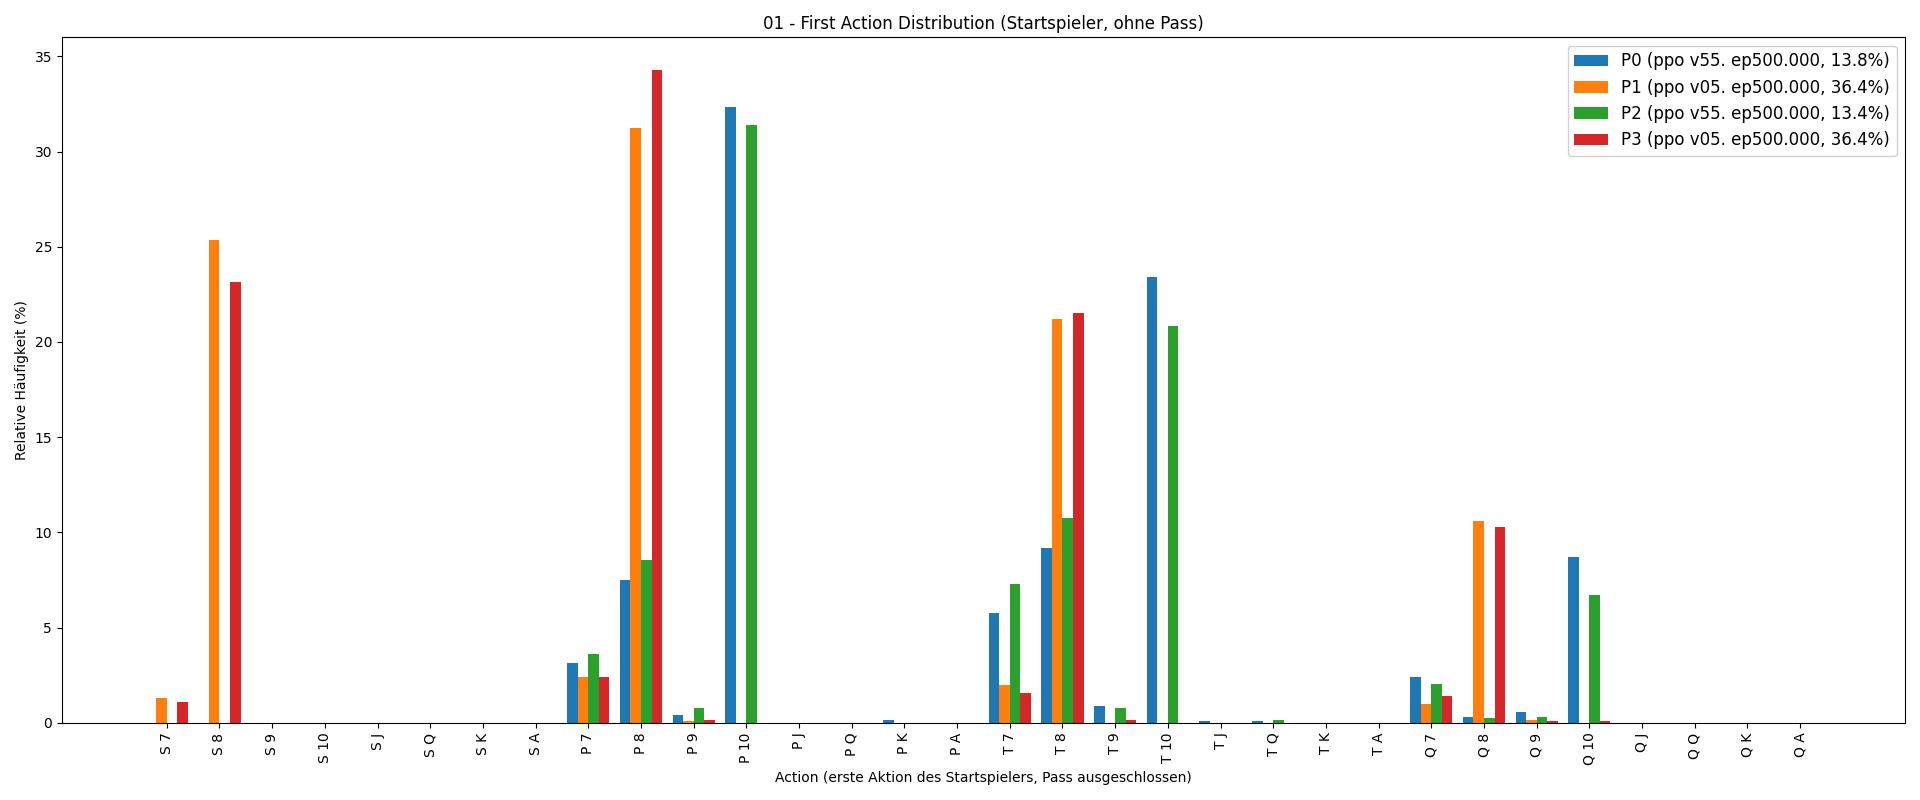 01 - First Action Distribution (Startspieler, ohne Pass)
P0 (ppo v55. ep500.000, 13.8%)
P1 (ppo v05. ep500.000, 36.4%)
P2 (ppo v55. ep500.000, 13.4%)
P3 (ppo v05. ep500.000, 36.4%)
Relative Häufigkeit (%)
35
30
25
20
15
10
5
0
S 7
S 8
S 9
S 10
S J
S Q
S K
S A
P 7
P 8
P 9
P 10
P J
P Q
P K
P A
T 7
T 8
T 9
T 10
T J
T Q
T K
T A
Q 7
Q 8
Q 9
Q 10
Q J
Q Q
Q K
Q A
Action (erste Aktion des Startspielers, Pass ausgeschlossen)